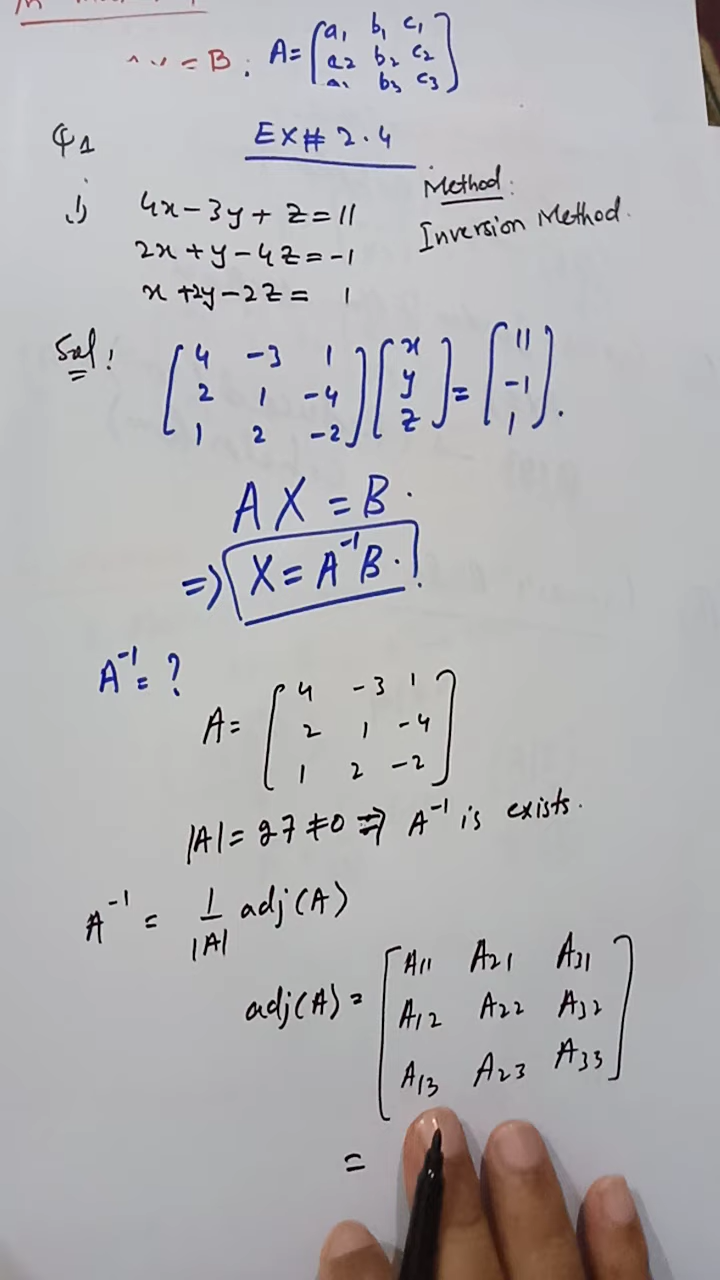 = B : A = [a₁ b₁ c₁
a₂ b₂ c₂
b₃ c₃]
Q1 EX# 2.4
i) 4x - 3y + z = 11 Method:
2x + y - 4z = -1 Inversion Method.
x + 2y - 2z = 1
Sol: [4 -3 1 [x [11
2 1 -4 y = -1
1 2 -2] z] 1].
AX = B.
=> X = A⁻¹B.
A⁻¹ = ?
A = [4 -3 1
2 1 -4
1 2 -2]
|A| = 27 ≠ 0 => A⁻¹ is exists.
A⁻¹ = 1/|A| adj(A)
adj(A) = [A11 A21 A31
A12 A22 A32
A13 A23 A33]
=